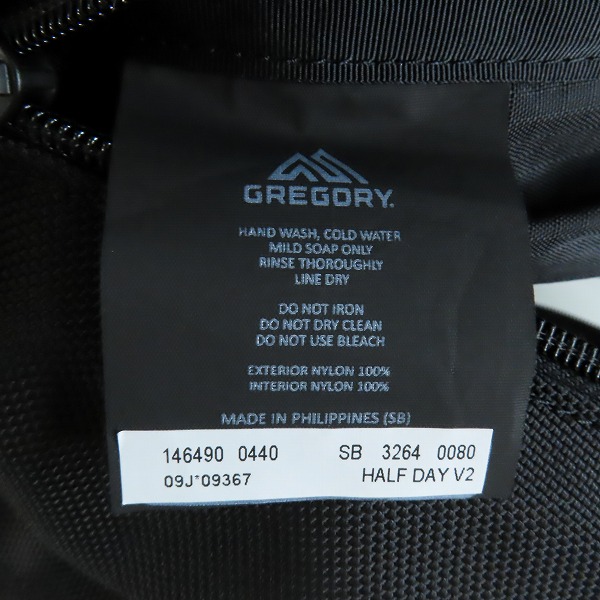 GREGORY.
HAND WASH, COLD WATER
MILD SOAP ONLY
RINSE THOROUGHLY
LINE DRY
DO NOT IRON
DO NOT DRY CLEAN
DO NOT USE BLEACH
EXTERIOR NYLON 100%
INTERIOR NYLON 100%
MADE IN PHILIPPINES (SB)
146490 0440 SB 3264 0080
09J*09367 HALF DAY V2